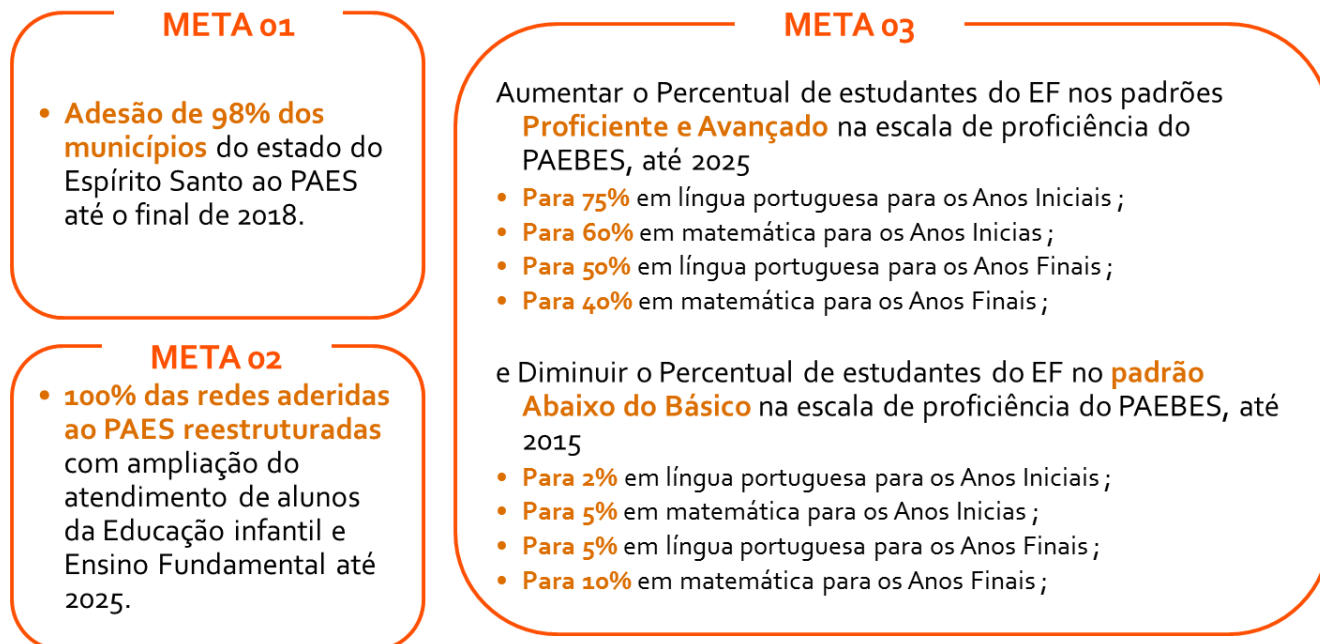 META 01
• Adesão de 98% dos
municípios do estado do
Espírito Santo ao PAES
até o final de 2018.
META 02
• 100% das redes aderidas
ao PAES reestruturadas
com ampliação do
atendimento de alunos
da Educação infantil e
Ensino Fundamental até
2025.
META 03
Aumentar o Percentual de estudantes do EF nos padrões
Proficiente e Avançado na escala de proficiência do
PAEBES, até 2025
• Para 75% em língua portuguesa para os Anos Iniciais ;
• Para 60% em matemática para os Anos Inicias ;
• Para 50% em língua portuguesa para os Anos Finais ;
• Para 40% em matemática para os Anos Finais ;
e Diminuir o Percentual de estudantes do EF no padrão
Abaixo do Básico na escala de proficiência do PAEBES, até
2015
• Para 2% em língua portuguesa para os Anos Iniciais ;
• Para 5% em matemática para os Anos Inicias ;
• Para 5% em língua portuguesa para os Anos Finais ;
• Para 10% em matemática para os Anos Finais ;